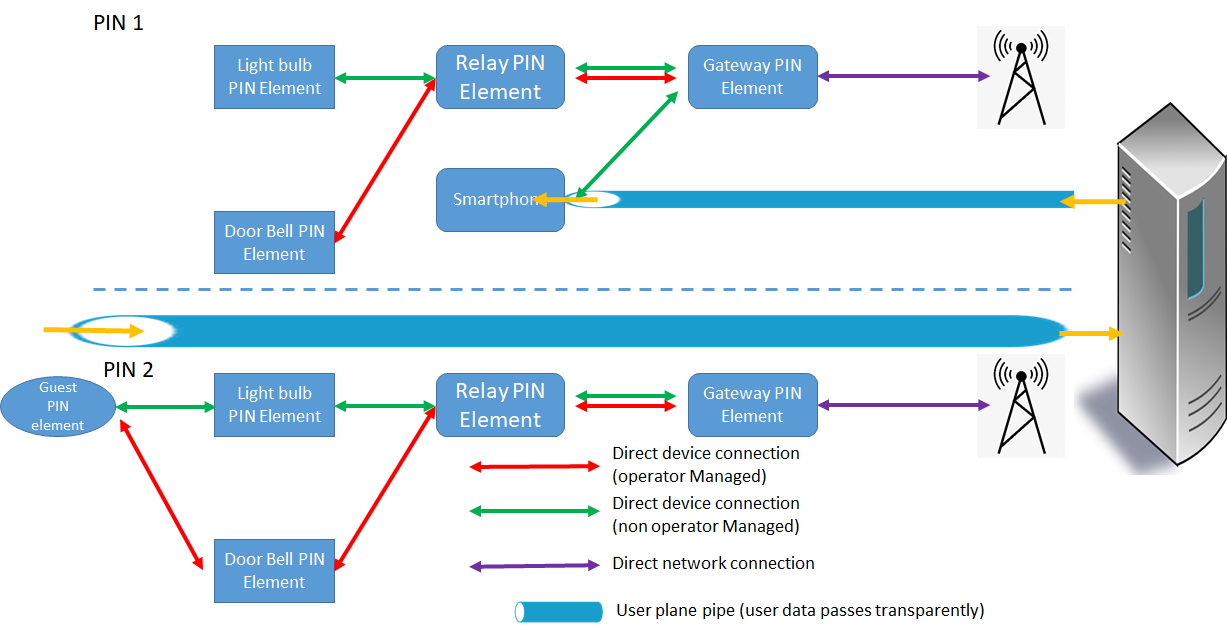 PIN 1
Light bulb
PIN Element
Relay PIN
Element
Gateway PIN
Element
Smartphon
Door Bell PIN
Element
PIN 2
Guest
PIN
element
Light bulb
PIN Element
Relay PIN
Element
Gateway PIN
Element
Door Bell PIN
Element
Direct device connection
(operator Managed)
Direct device connection
(non operator Managed)
Direct network connection
User plane pipe (user data passes transparently)